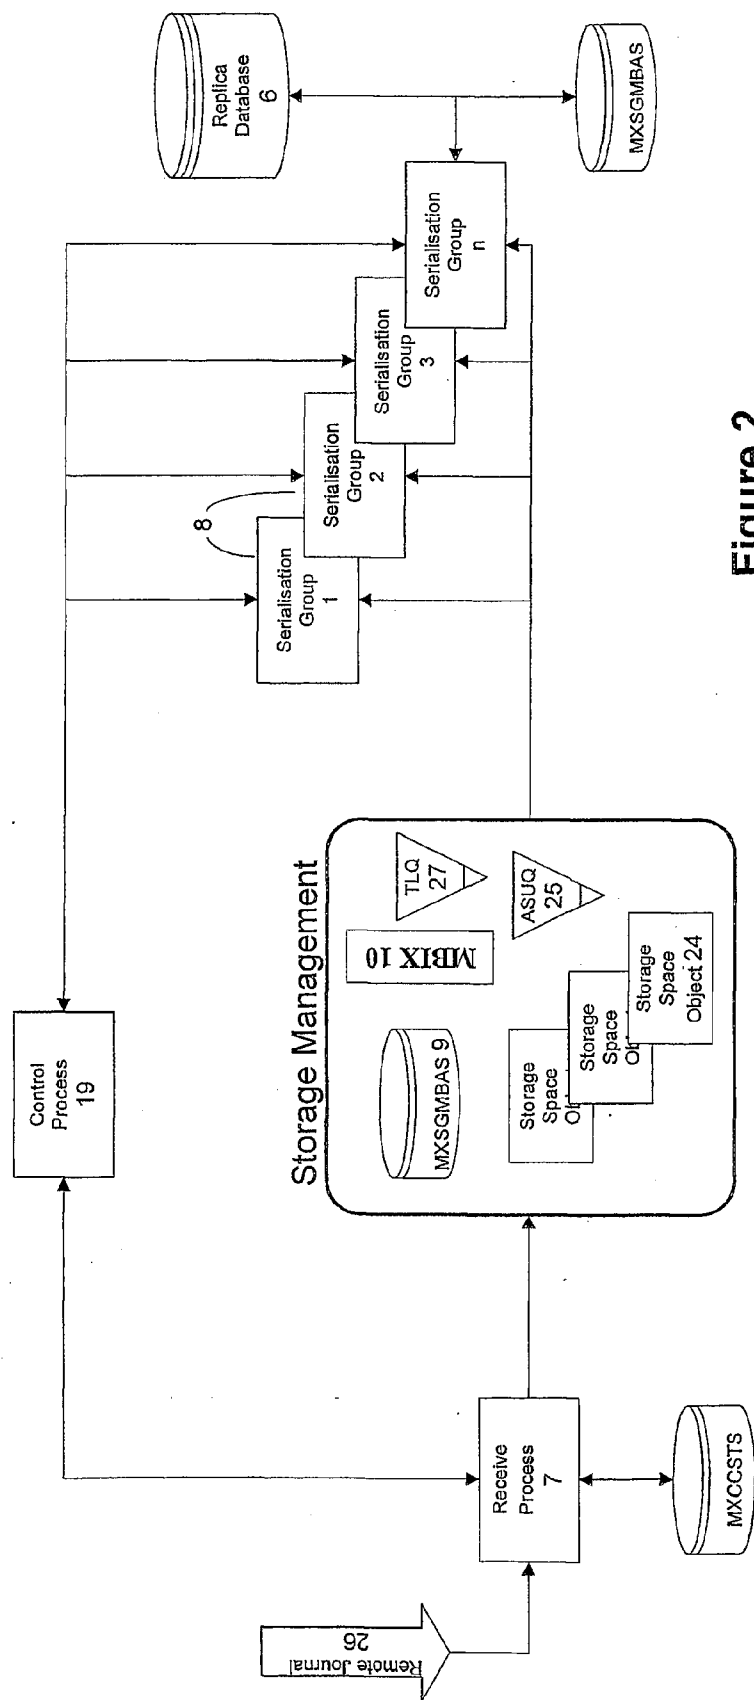 Control
Process
19
Replica
Database
6
MXSGMBAS
8
Serialisation
Group
1
Serialisation
Group
2
Serialisation
Group
3
Serialisation
Group
n
Storage Management
MXSGMBAS 9
MBIX 10
TLQ
27
ASUQ
25
Storage
Space
Storage
Space
Storage
Space
Object 24
Remote Journal
26
Receive
Process
7
MXCCSTS
Figure 2